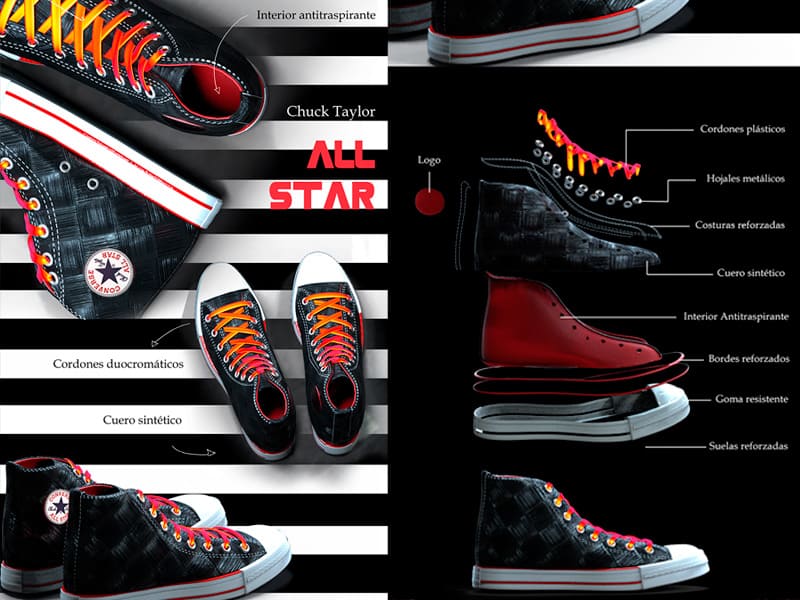 Interior antitraspirante
Chuck Taylor
ALL
STAR
CONVERSE
ALL STAR
Cordones duocromáticos
Cuero sintético
CONVERSE
ALL STAR
Logo
Cordones plásticos
Hojales metálicos
Costuras reforzadas
Cuero sintético
Interior Antitraspirante
Bordes reforzados
Goma resistente
Suelas reforzadas